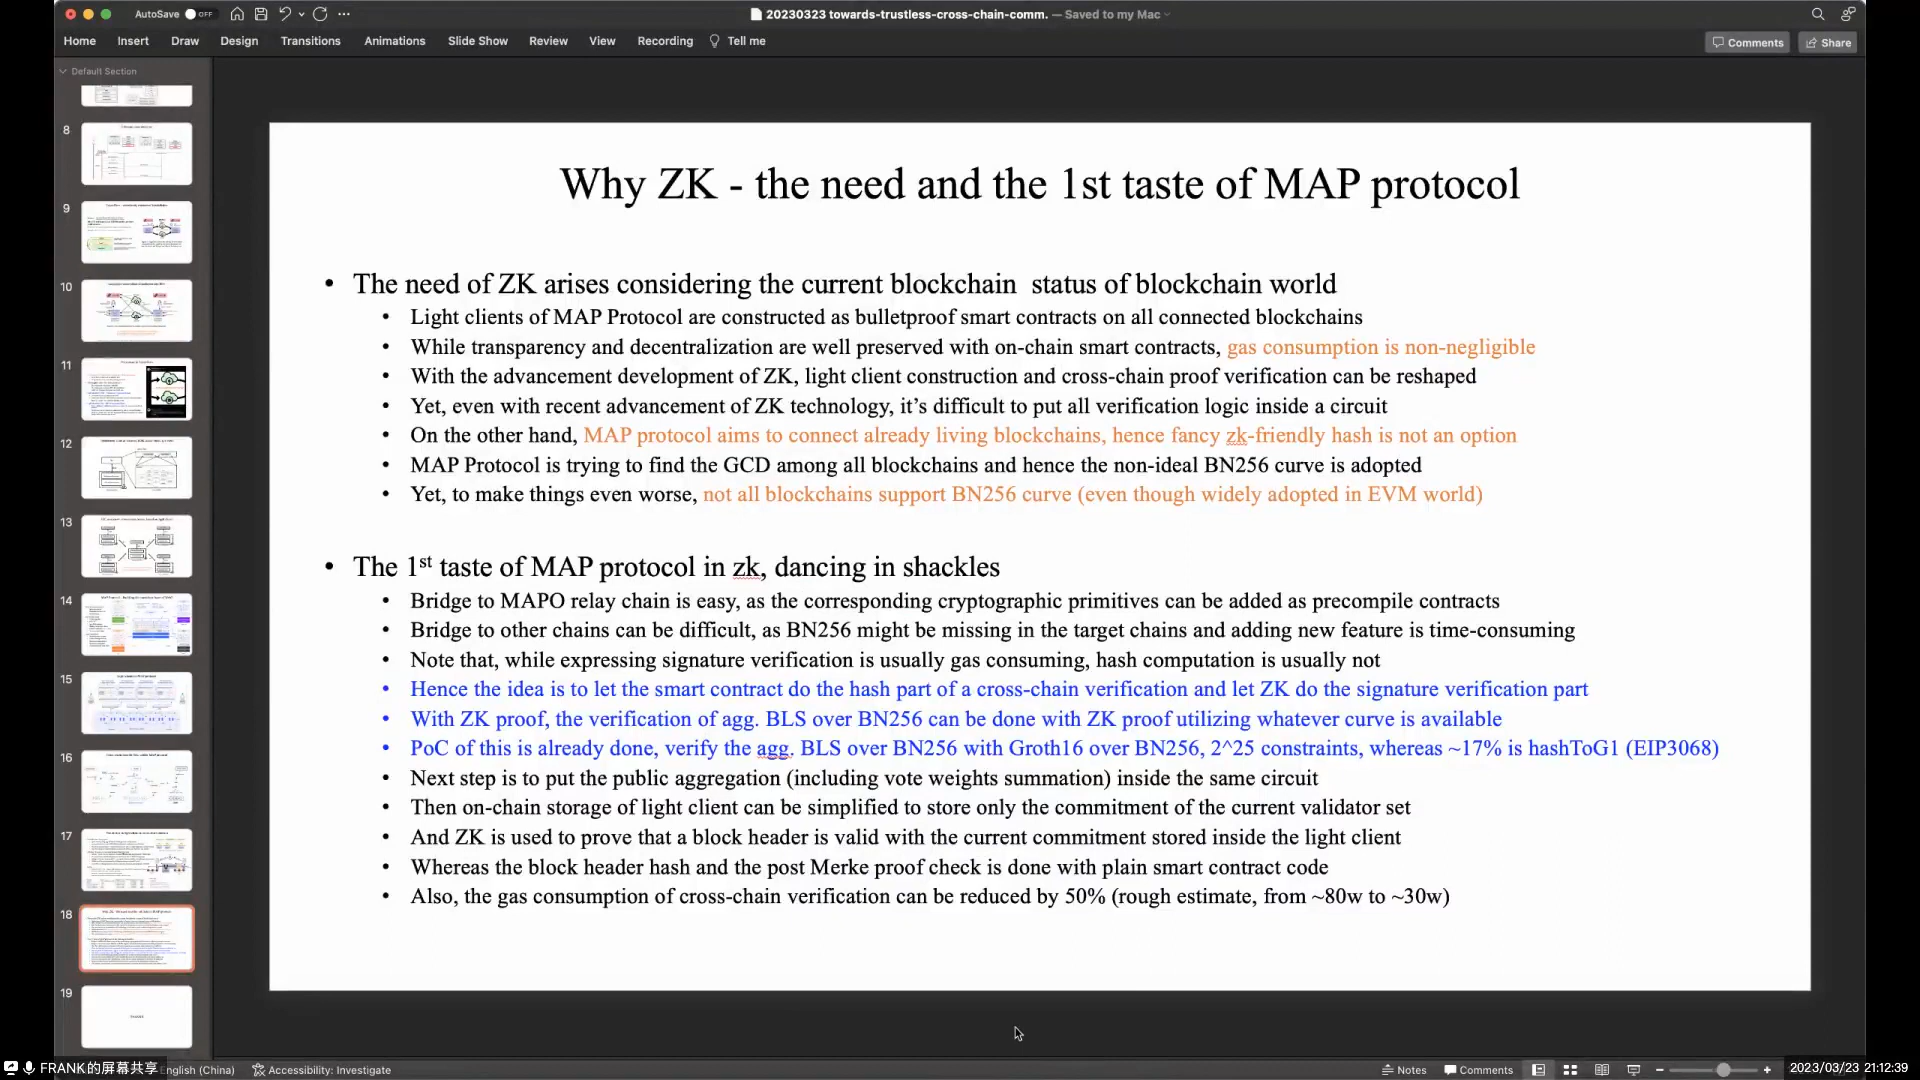 AutoSave OFF
20230323 towards-trustless-cross-chain-comm. — Saved to my Mac
Home Insert Draw Design Transitions Animations Slide Show Review View Recording Tell me
Comments Share
Default Section
8
9
10
11
12
13
14
15
16
17
18
19
Why ZK - the need and the 1st taste of MAP protocol
• The need of ZK arises considering the current blockchain status of blockchain world
• Light clients of MAP Protocol are constructed as bulletproof smart contracts on all connected blockchains
• While transparency and decentralization are well preserved with on-chain smart contracts, gas consumption is non-negligible
• With the advancement development of ZK, light client construction and cross-chain proof verification can be reshaped
• Yet, even with recent advancement of ZK technology, it’s difficult to put all verification logic inside a circuit
• On the other hand, MAP protocol aims to connect already living blockchains, hence fancy zk-friendly hash is not an option
• MAP Protocol is trying to find the GCD among all blockchains and hence the non-ideal BN256 curve is adopted
• Yet, to make things even worse, not all blockchains support BN256 curve (even though widely adopted in EVM world)
• The 1st taste of MAP protocol in zk, dancing in shackles
• Bridge to MAPO relay chain is easy, as the corresponding cryptographic primitives can be added as precompile contracts
• Bridge to other chains can be difficult, as BN256 might be missing in the target chains and adding new feature is time-consuming
• Note that, while expressing signature verification is usually gas consuming, hash computation is usually not
• Hence the idea is to let the smart contract do the hash part of a cross-chain verification and let ZK do the signature verification part
• With ZK proof, the verification of agg. BLS over BN256 can be done with ZK proof utilizing whatever curve is available
• PoC of this is already done, verify the agg. BLS over BN256 with Groth16 over BN256, 2^25 constraints, whereas ~17% is hashToG1 (EIP3068)
• Next step is to put the public aggregation (including vote weights summation) inside the same circuit
• Then on-chain storage of light client can be simplified to store only the commitment of the current validator set
• And ZK is used to prove that a block header is valid with the current commitment stored inside the light client
• Whereas the block header hash and the post Merke proof check is done with plain smart contract code
• Also, the gas consumption of cross-chain verification can be reduced by 50% (rough estimate, from ~80w to ~30w)
FRANK的屏幕共享
English (China) Accessibility: Investigate
Notes Comments
2023/03/23 21:12:39